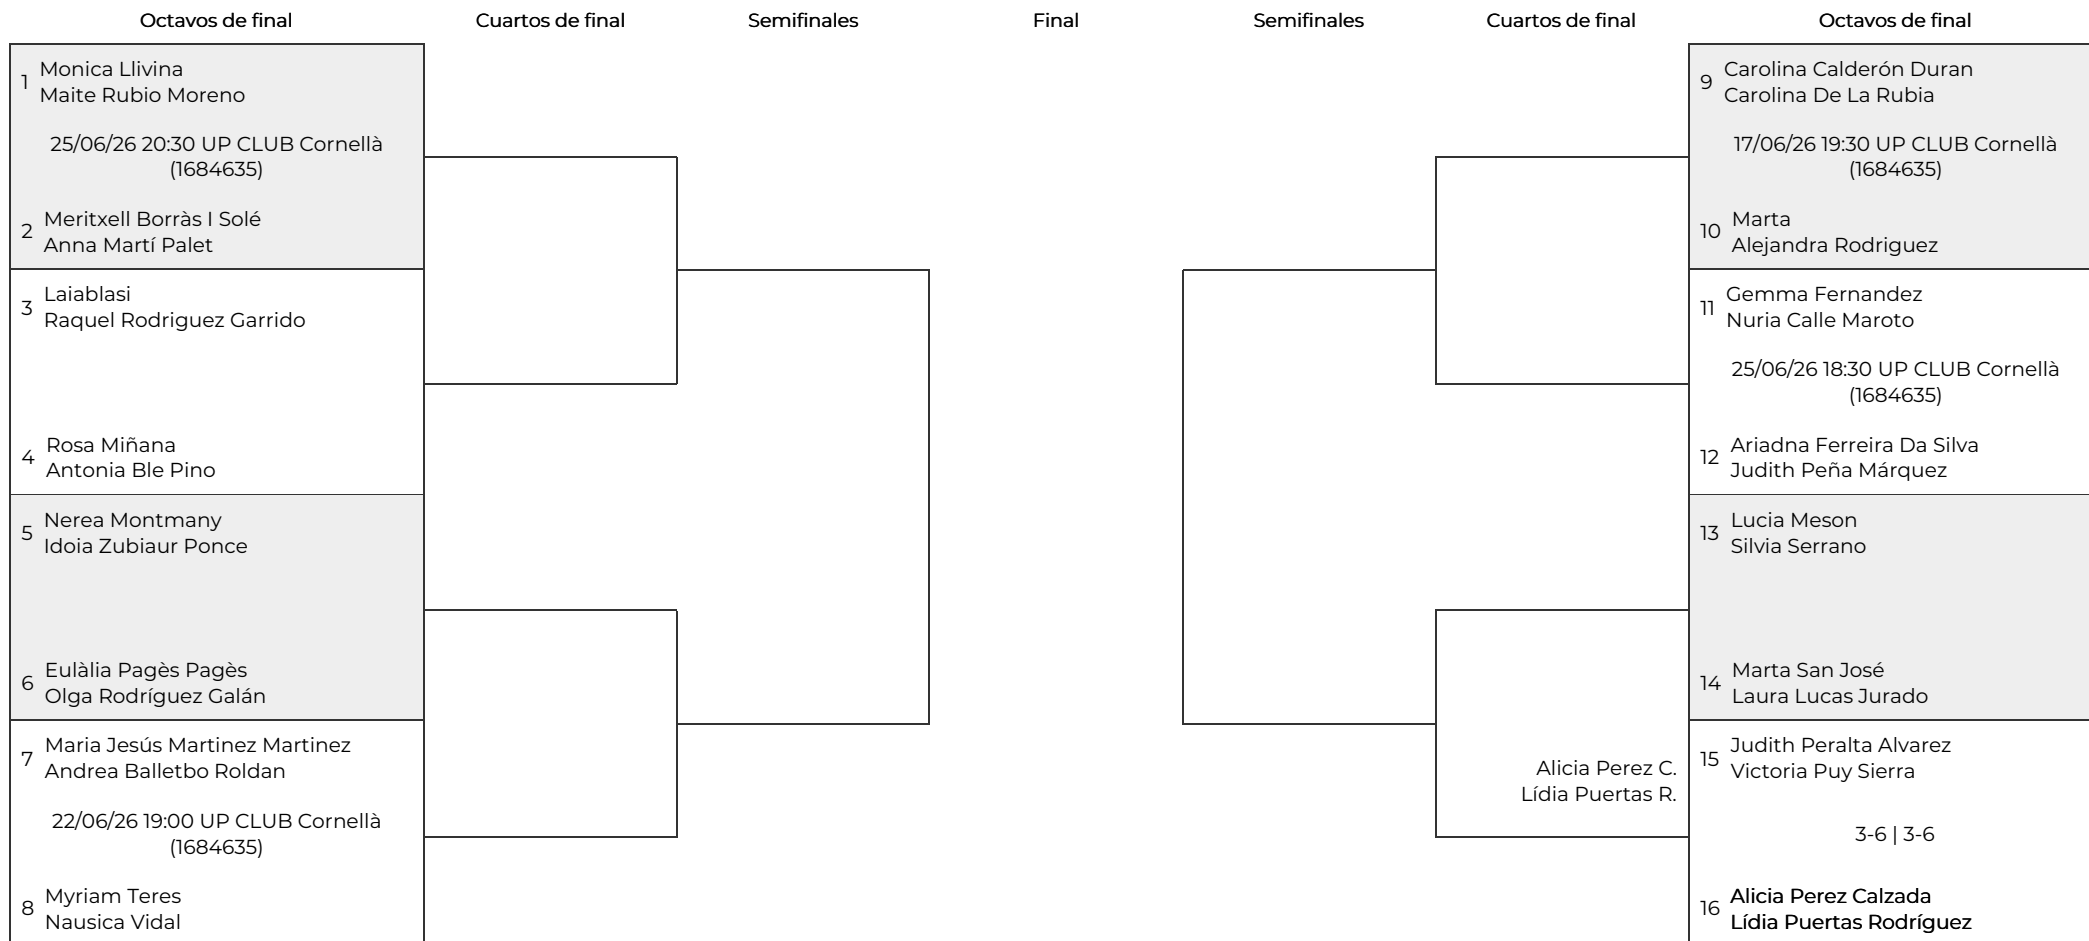 Octavos de final
Cuartos de final
Semifinales
Final
Semifinales
Cuartos de final
Octavos de final
1
Monica Llivina
Maite Rubio Moreno
25/06/26 20:30 UP CLUB Cornellà
(1684635)
2
Meritxell Borràs I Solé
Anna Martí Palet
3
Laiablasi
Raquel Rodriguez Garrido
4
Rosa Miñana
Antonia Ble Pino
5
Nerea Montmany
Idoia Zubiaur Ponce
6
Eulàlia Pagès Pagès
Olga Rodríguez Galán
7
Maria Jesús Martinez Martinez
Andrea Balletbo Roldan
22/06/26 19:00 UP CLUB Cornellà
(1684635)
8
Myriam Teres
Nausica Vidal
Alicia Perez C.
Lídia Puertas R.
9
Carolina Calderón Duran
Carolina De La Rubia
17/06/26 19:30 UP CLUB Cornellà
(1684635)
10
Marta
Alejandra Rodriguez
11
Gemma Fernandez
Nuria Calle Maroto
25/06/26 18:30 UP CLUB Cornellà
(1684635)
12
Ariadna Ferreira Da Silva
Judith Peña Márquez
13
Lucia Meson
Silvia Serrano
14
Marta San José
Laura Lucas Jurado
15
Judith Peralta Alvarez
Victoria Puy Sierra
3-6 | 3-6
16
Alicia Perez Calzada
Lídia Puertas Rodríguez